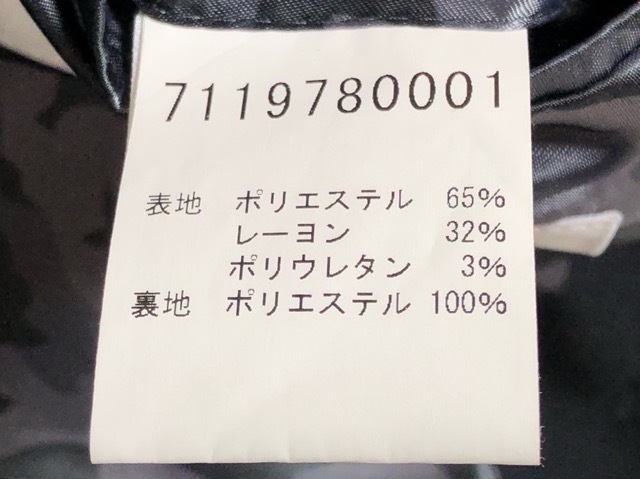 7119780001
表地 ポリエステル 65%
レーヨン 32%
ポリウレタン 3%
裏地 ポリエステル 100%